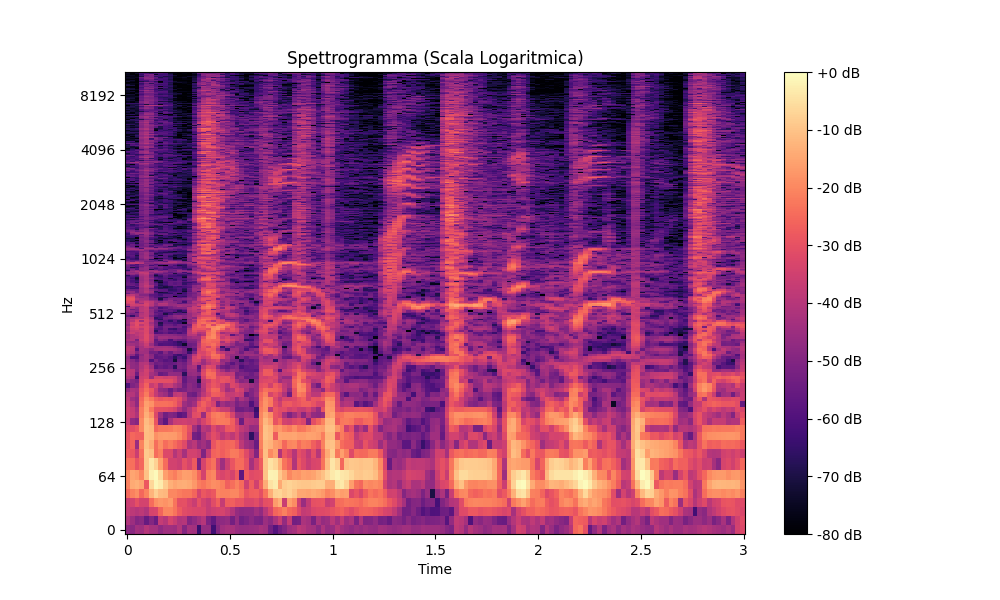 Spettrogramma (Scala Logaritmica)
8192
4096
2048
1024
512
256
128
64
0
Hz
0
0.5
1
1.5
2
2.5
3
Time
+0 dB
-10 dB
-20 dB
-30 dB
-40 dB
-50 dB
-60 dB
-70 dB
-80 dB